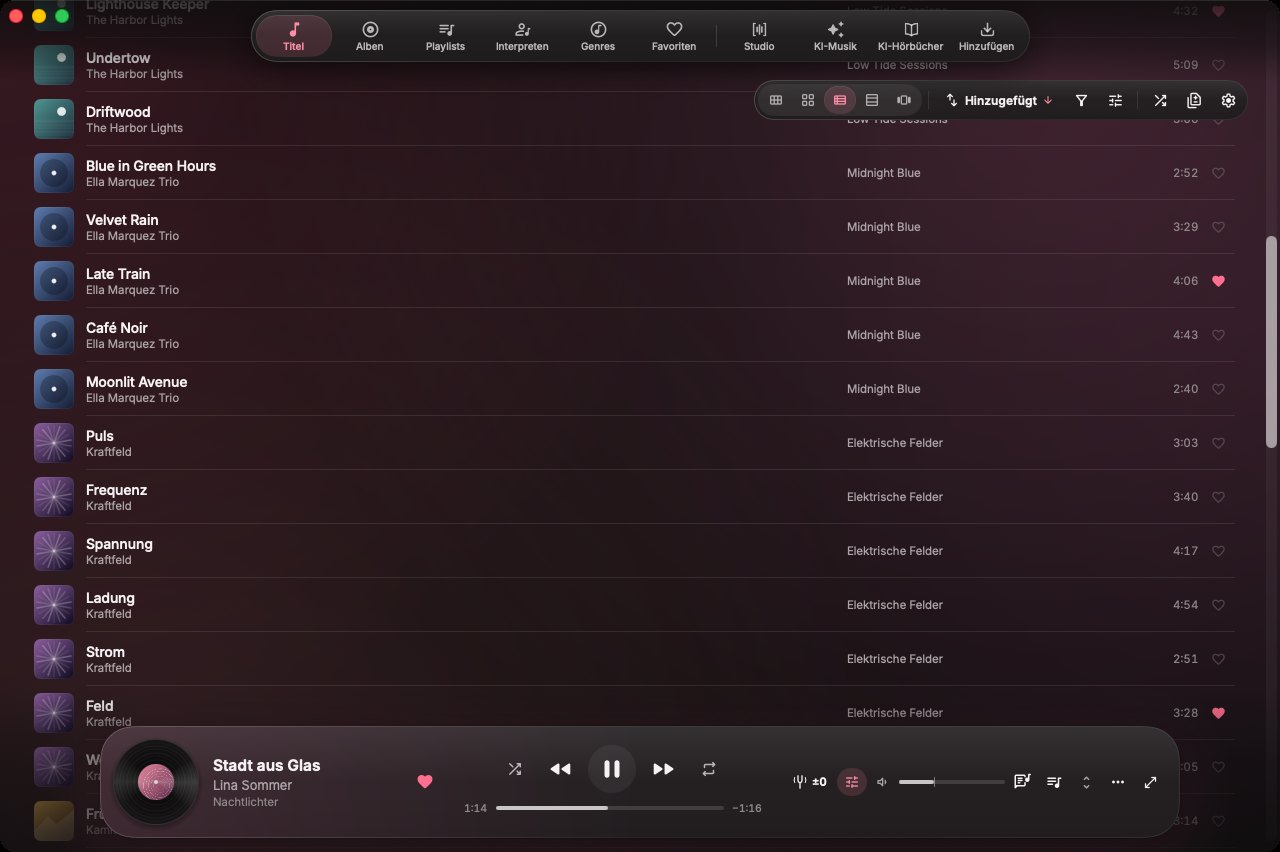 Lighthouse Keeper
The Harbor Lights
4:32
Titel
Alben
Playlists
Interpreten
Genres
Favoriten
Studio
KI-Musik
KI-Hörbücher
Hinzufügen
Undertow
The Harbor Lights
Low Tide Sessions
5:09
Hinzugefügt
Driftwood
The Harbor Lights
Low Tide Sessions
Blue in Green Hours
Ella Marquez Trio
Midnight Blue
2:52
Velvet Rain
Ella Marquez Trio
Midnight Blue
3:29
Late Train
Ella Marquez Trio
Midnight Blue
4:06
Café Noir
Ella Marquez Trio
Midnight Blue
4:43
Moonlit Avenue
Ella Marquez Trio
Midnight Blue
2:40
Puls
Kraftfeld
Elektrische Felder
3:03
Frequenz
Kraftfeld
Elektrische Felder
3:40
Spannung
Kraftfeld
Elektrische Felder
4:17
Ladung
Kraftfeld
Elektrische Felder
4:54
Strom
Kraftfeld
Elektrische Felder
2:51
Feld
Kraftfeld
Elektrische Felder
3:28
Stadt aus Glas
Lina Sommer
Nachtlichter
1:14
−1:16
±0
:05
3:14